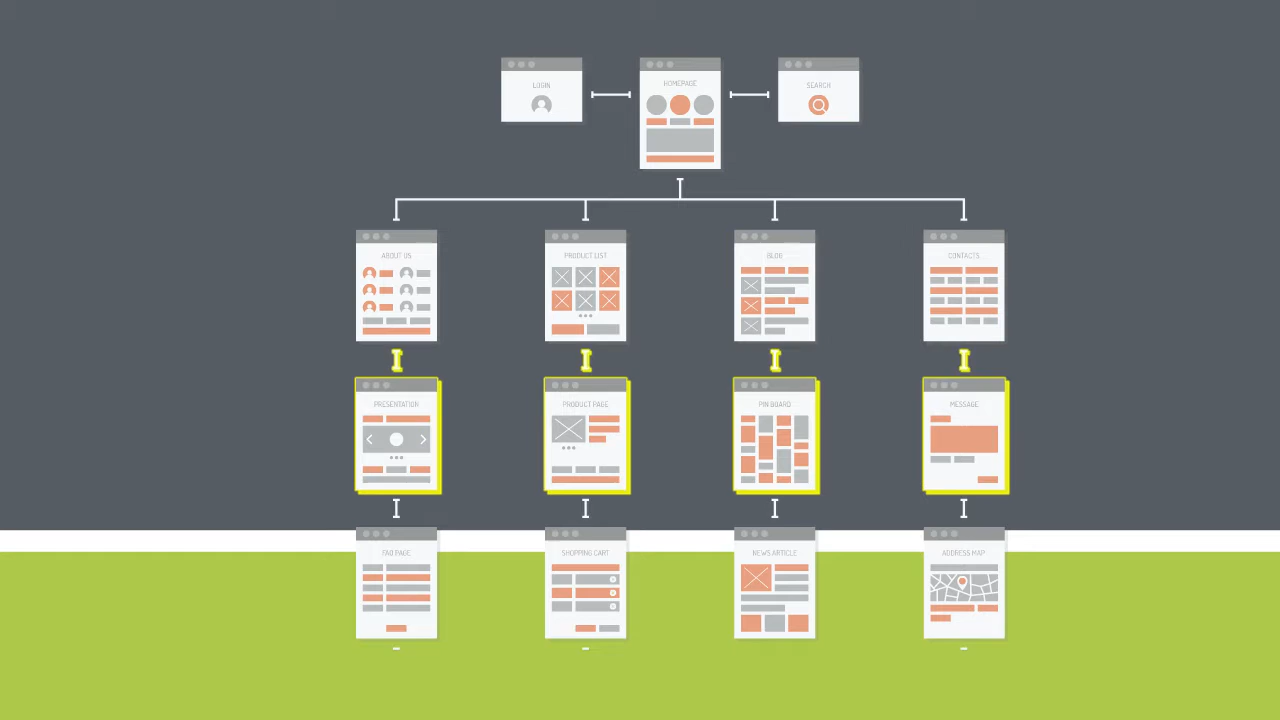 LOGIN
HOMEPAGE
SEARCH
ABOUT US
PRODUCT LIST
BLOG
CONTACTS
PRESENTATION
PRODUCT PAGE
PIN BOARD
MESSAGE
FAQ PAGE
SHOPPING CART
NEWS ARTICLE
ADDRESS MAP